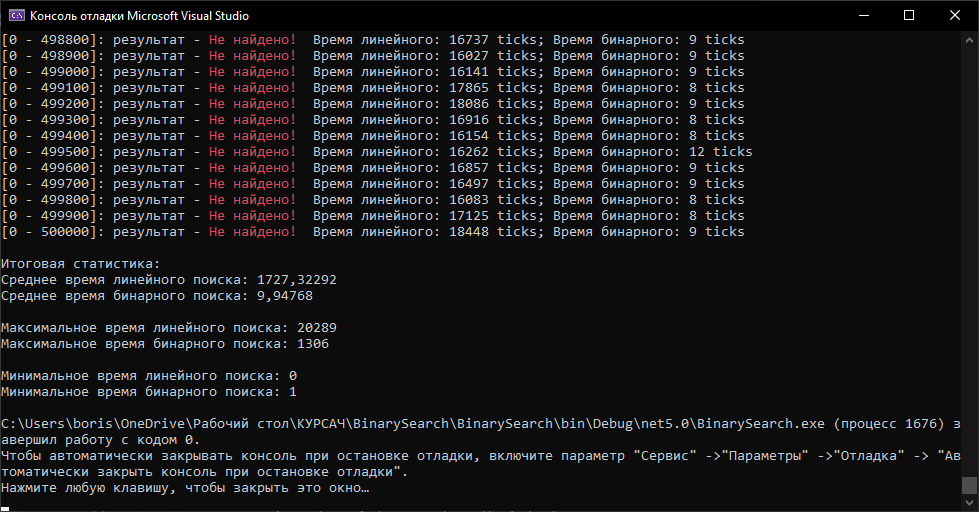 Консоль отладки Microsoft Visual Studio
[0 - 498800]: результат - Не найдено!  Время линейного: 16737 ticks; Время бинарного: 9 ticks
[0 - 498900]: результат - Не найдено!  Время линейного: 16027 ticks; Время бинарного: 9 ticks
[0 - 499000]: результат - Не найдено!  Время линейного: 16141 ticks; Время бинарного: 9 ticks
[0 - 499100]: результат - Не найдено!  Время линейного: 17865 ticks; Время бинарного: 8 ticks
[0 - 499200]: результат - Не найдено!  Время линейного: 18086 ticks; Время бинарного: 9 ticks
[0 - 499300]: результат - Не найдено!  Время линейного: 16916 ticks; Время бинарного: 8 ticks
[0 - 499400]: результат - Не найдено!  Время линейного: 16154 ticks; Время бинарного: 8 ticks
[0 - 499500]: результат - Не найдено!  Время линейного: 16262 ticks; Время бинарного: 12 ticks
[0 - 499600]: результат - Не найдено!  Время линейного: 16857 ticks; Время бинарного: 9 ticks
[0 - 499700]: результат - Не найдено!  Время линейного: 16497 ticks; Время бинарного: 9 ticks
[0 - 499800]: результат - Не найдено!  Время линейного: 16083 ticks; Время бинарного: 8 ticks
[0 - 499900]: результат - Не найдено!  Время линейного: 17125 ticks; Время бинарного: 8 ticks
[0 - 500000]: результат - Не найдено!  Время линейного: 18448 ticks; Время бинарного: 9 ticks
Итоговая статистика:
Среднее время линейного поиска: 1727,32292
Среднее время бинарного поиска: 9,94768
Максимальное время линейного поиска: 20289
Максимальное время бинарного поиска: 1306
Минимальное время линейного поиска: 0
Минимальное время бинарного поиска: 1
C:\Users\boris\OneDrive\Рабочий стол\КУРСАЧ\BinarySearch\BinarySearch\bin\Debug\net5.0\BinarySearch.exe (процесс 1676) з
авершил работу с кодом 0.
Чтобы автоматически закрывать консоль при остановке отладки, включите параметр "Сервис" ->"Параметры" ->"Отладка" -> "Ав
томатически закрыть консоль при остановке отладки".
Нажмите любую клавишу, чтобы закрыть это окно…